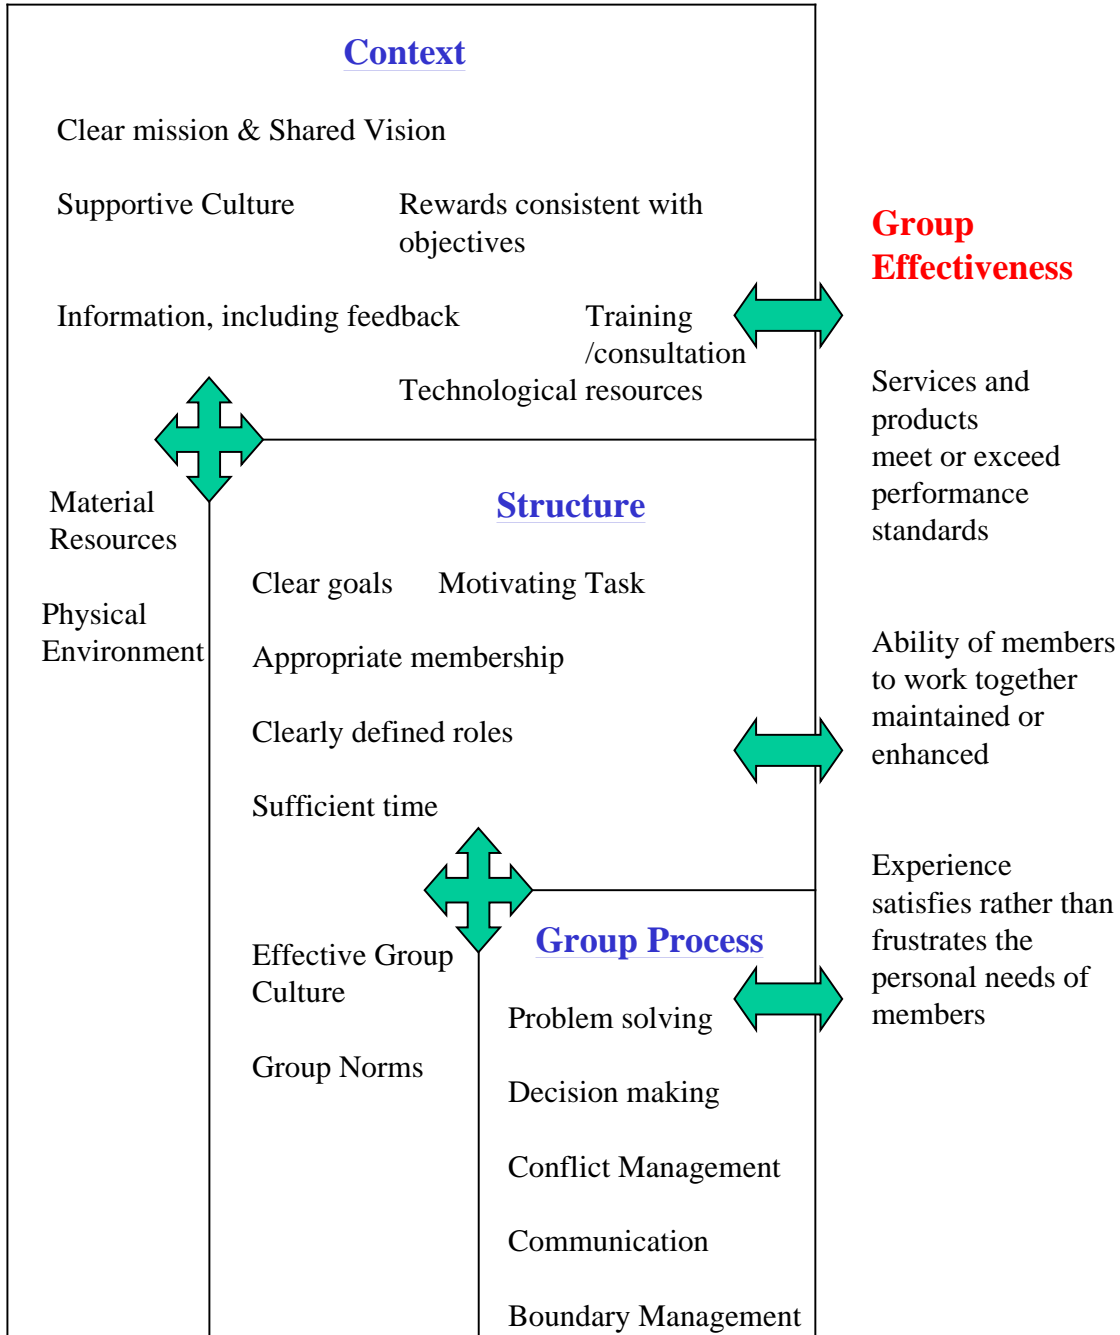 Context
Clear mission & Shared Vision
Supportive Culture
Rewards consistent with
objectives
Information, including feedback
Training
/consultation
Technological resources
Material
Resources
Physical
Environment
Structure
Clear goals
Motivating Task
Appropriate membership
Clearly defined roles
Sufficient time
Effective Group
Culture
Group Norms
Group Process
Problem solving
Decision making
Conflict Management
Communication
Boundary Management
Group
Effectiveness
Services and
products
meet or exceed
performance
standards
Ability of members
to work together
maintained or
enhanced
Experience
satisfies rather than
frustrates the
personal needs of
members